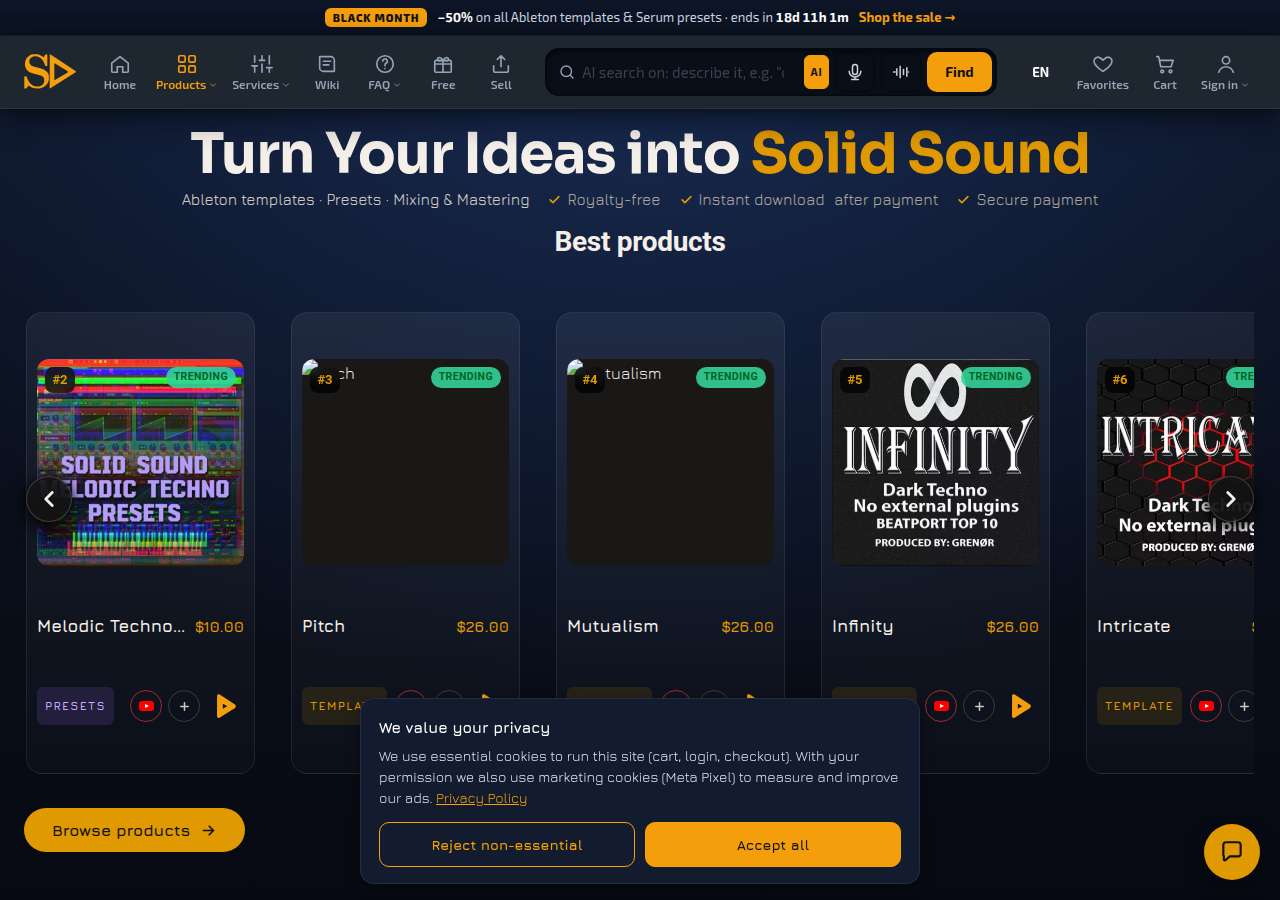 BLACK MONTH −50% on all Ableton templates & Serum presets · ends in 18d 11h 1m Shop the sale →
SD
Home Products Services Wiki FAQ Free Sell
AI search on: describe it, e.g.
AI Find EN Favorites Cart Sign in
Turn Your Ideas into Solid Sound
Ableton templates · Presets · Mixing & Mastering ✓ Royalty-free ✓ Instant download after payment ✓ Secure payment
Best products
#2 TRENDING
SOLID SOUND
MELODIC TECHNO
PRESETS
Melodic Techno... $10.00
PRESETS
#3 TRENDING
Pitch $26.00
#4 TRENDING
Mutualism $26.00
#5 TRENDING
INFINITY
Dark Techno
No external plugins
BEATPORT TOP 10
PRODUCED BY: GRENØR
Infinity $26.00
#6
Intricate
TEMPLATE
We value your privacy
We use essential cookies to run this site (cart, login, checkout). With your
permission we also use marketing cookies (Meta Pixel) to measure and improve
our ads. Privacy Policy
Reject non-essential Accept all
Browse products →